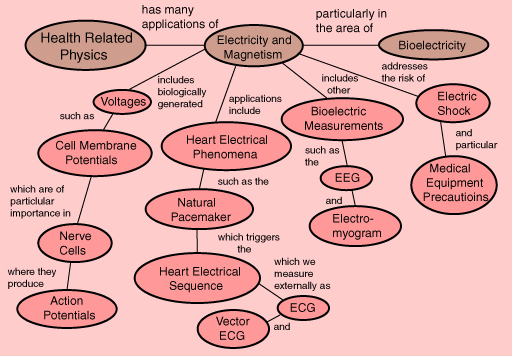 has many
applications of
particularly in
the area of
Health Related
Physics
Electricity and
Magnetism
Bioelectricity
includes
biologically
generated
addresses
the risk of
Voltages
applications
include
includes
other
Electric
Shock
such as
Cell Membrane
Potentials
Heart Electrical
Phenomena
Bioelectric
Measurements
and
particular
such as
the
which are of
particlular
importance in
such as the
EEG
Medical
Equipment
Precautioins
Natural
Pacemaker
and
Electro-
myogram
Nerve
Cells
which triggers
the
where they
produce
Heart Electrical
Sequence
which we
measure
externally as
Action
Potentials
ECG
Vector
ECG
and